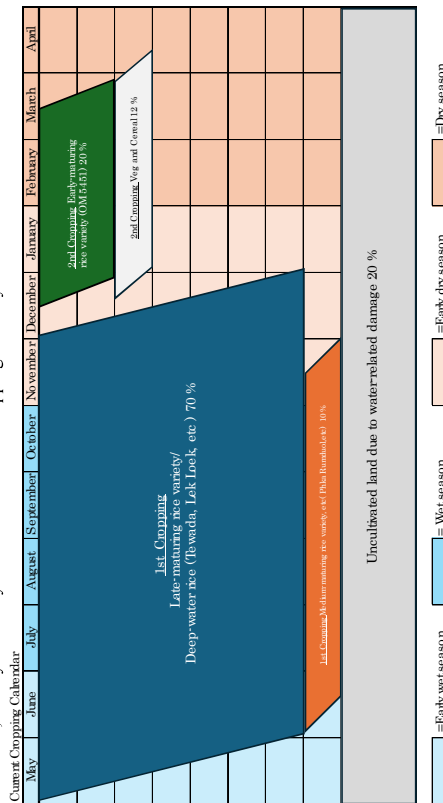 Current Cropping Calrendar
May June July August September October November December January February March April
1st Cropping
Late-maturing rice variety/
Deep-water rice (Tewada, Lek Loek, etc ) 70 %
2nd Cropping Early-maturing
rice variety (OM 5451) 20 %
2nd Cropping Veg and Cereal 12 %
1st Cropping Medium maturing rice variety, etc( Phka Rumduol,etc) 10%
Uncultivated land due to water-related damage 20 %
=Early wet season
= Wet season
=Early dry season
=Dry season